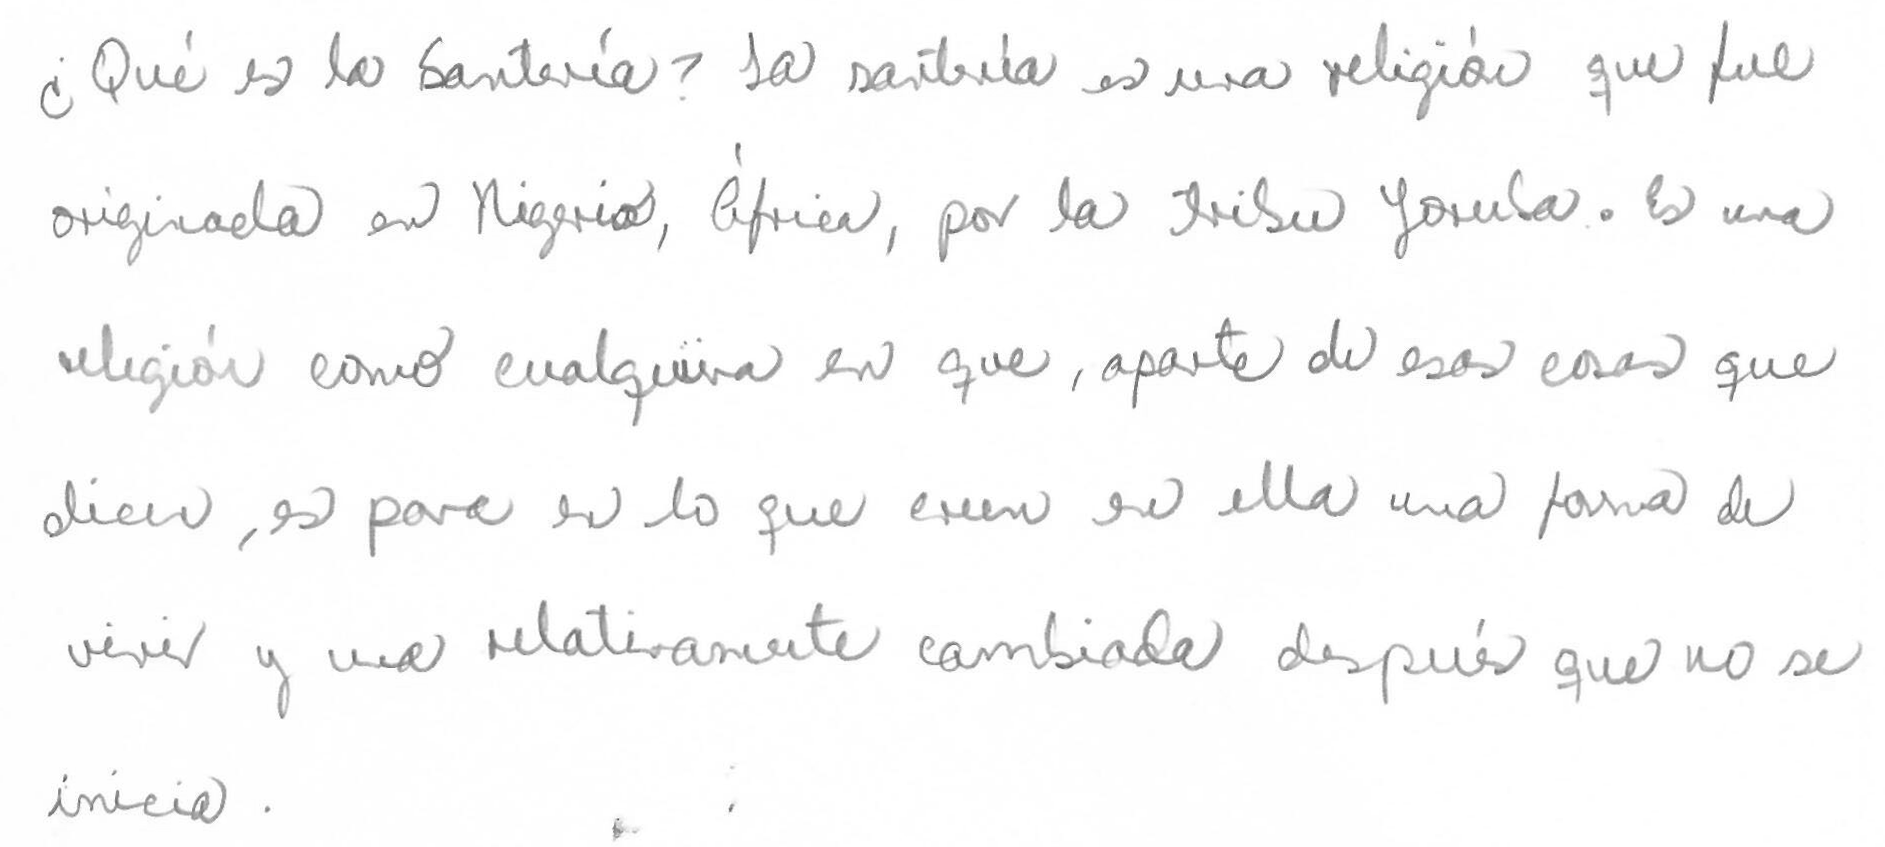 ¿Qué es la Santería? La santería es una religión que fue
originada en Nigeria, África, por la tribu Yoruba. Es una
religión como cualquiera en que, aparte de esas cosas que
dicen, es para en lo que creen en ella una forma de
vivir y una relativamente cambiada después que no se
inicia.